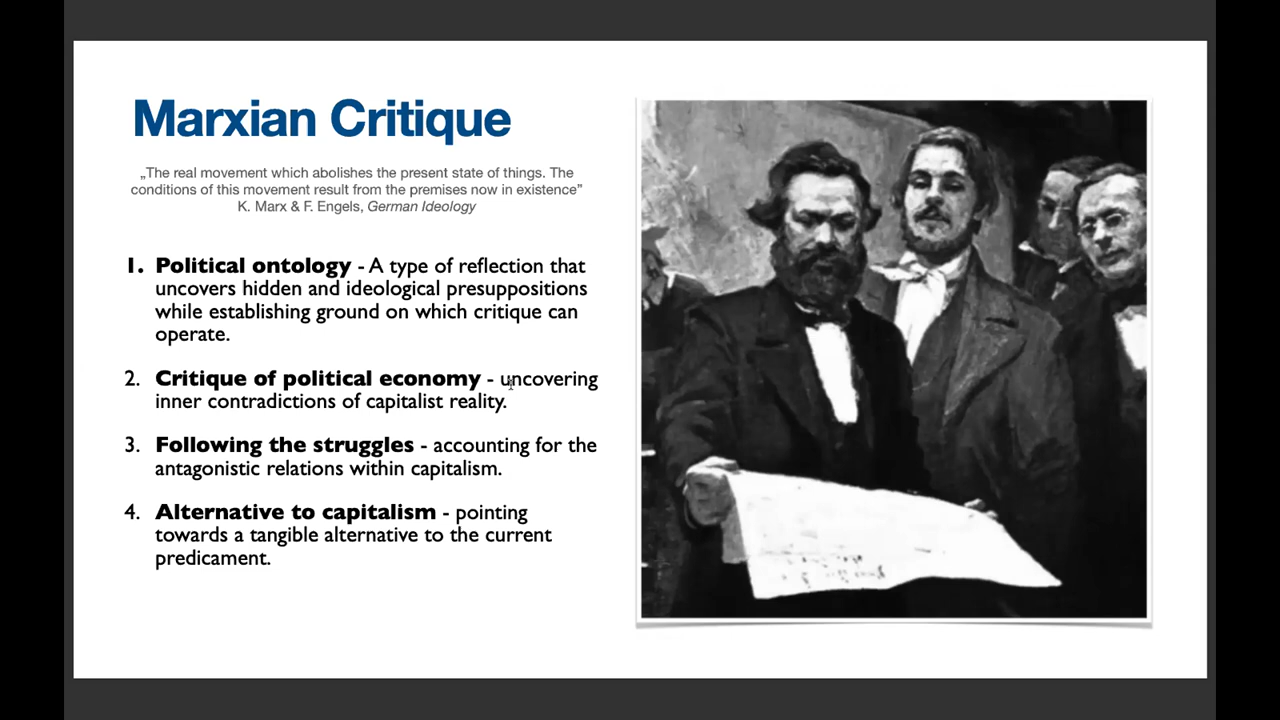 Marxian Critique
„The real movement which abolishes the present state of things. The
conditions of this movement result from the premises now in existence”
K. Marx & F. Engels, German Ideology
1. Political ontology - A type of reflection that
uncovers hidden and ideological presuppositions
while establishing ground on which critique can
operate.
2. Critique of political economy - uncovering
inner contradictions of capitalist reality.
3. Following the struggles - accounting for the
antagonistic relations within capitalism.
4. Alternative to capitalism - pointing
towards a tangible alternative to the current
predicament.